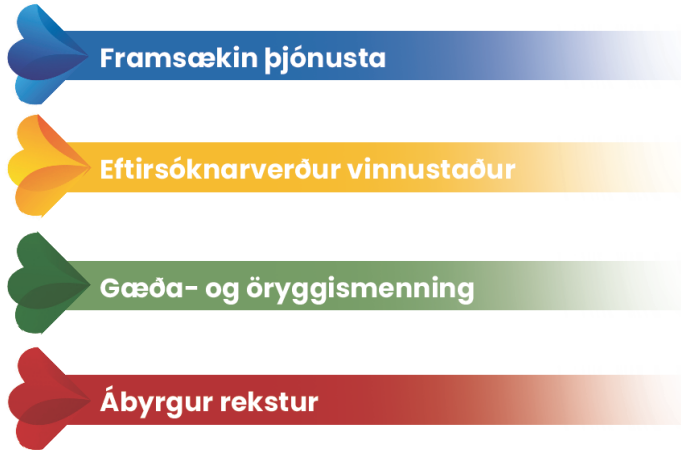 Framsækin þjónusta
Eftirsóknarverður vinnustaður
Gæða- og öryggismenning
Ábyrgur rekstur